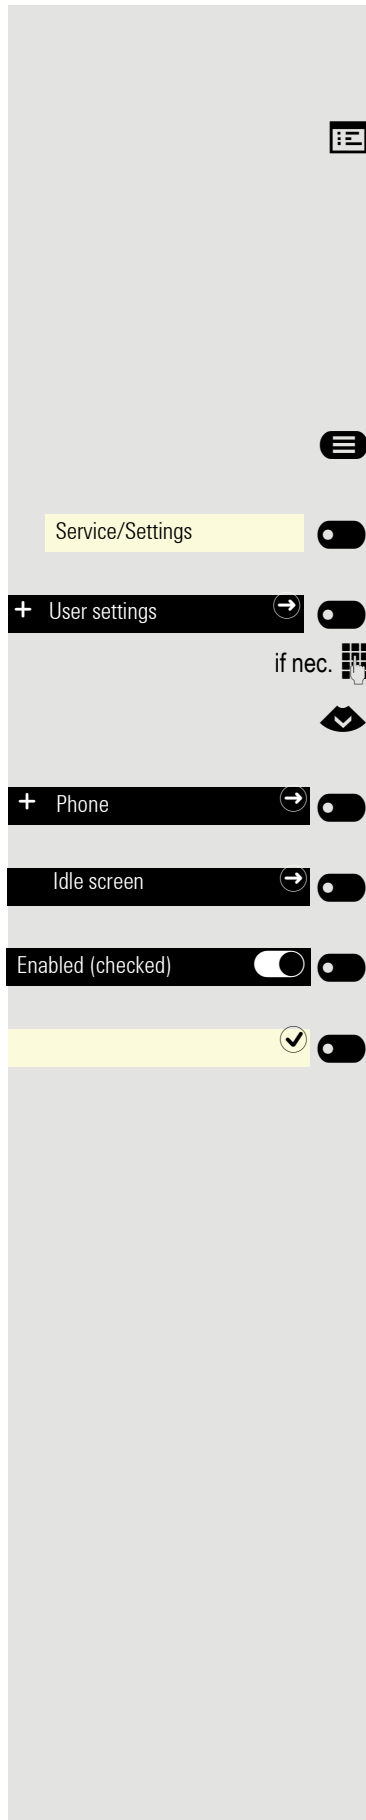 Service/Settings
+ User settings
if nec.
+ Phone
Idle screen
Enabled (checked)